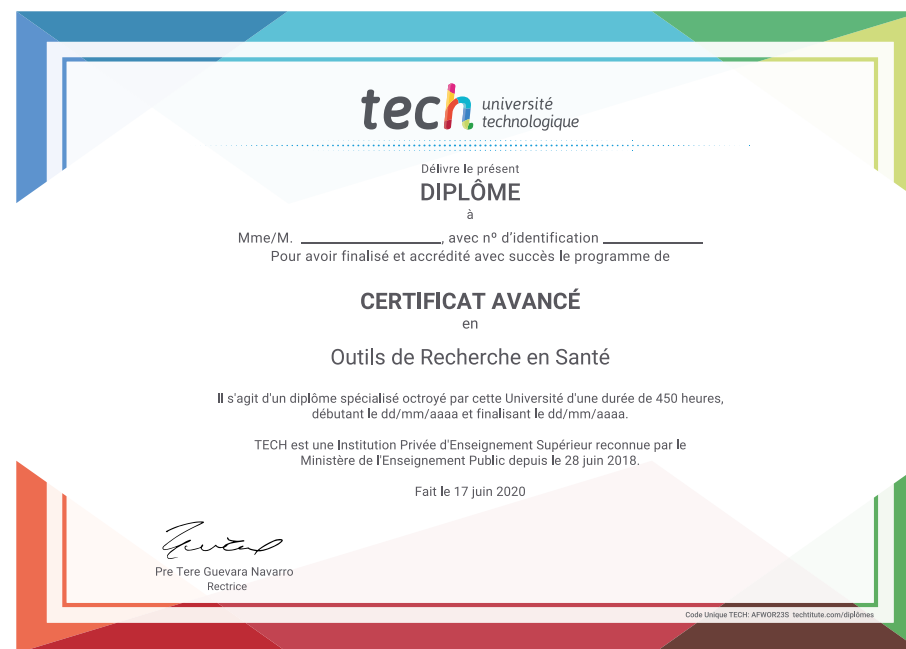 tech université
technologique
Délivre le présent
DIPLÔME
à
Mme/M. ____________________, avec nº d'identification ______________
Pour avoir finalisé et accrédité avec succès le programme de
CERTIFICAT AVANCÉ
en
Outils de Recherche en Santé
Il s'agit d'un diplôme spécialisé octroyé par cette Université d'une durée de 450 heures,
débutant le dd/mm/aaaa et finalisant le dd/mm/aaaa.
TECH est une Institution Privée d'Enseignement Supérieur reconnue par le
Ministère de l'Enseignement Public depuis le 28 juin 2018.
Fait le 17 juin 2020
Pre Tere Guevara Navarro
Rectrice
Code Unique TECH: AFWOR23S techtitute.com/diplômes